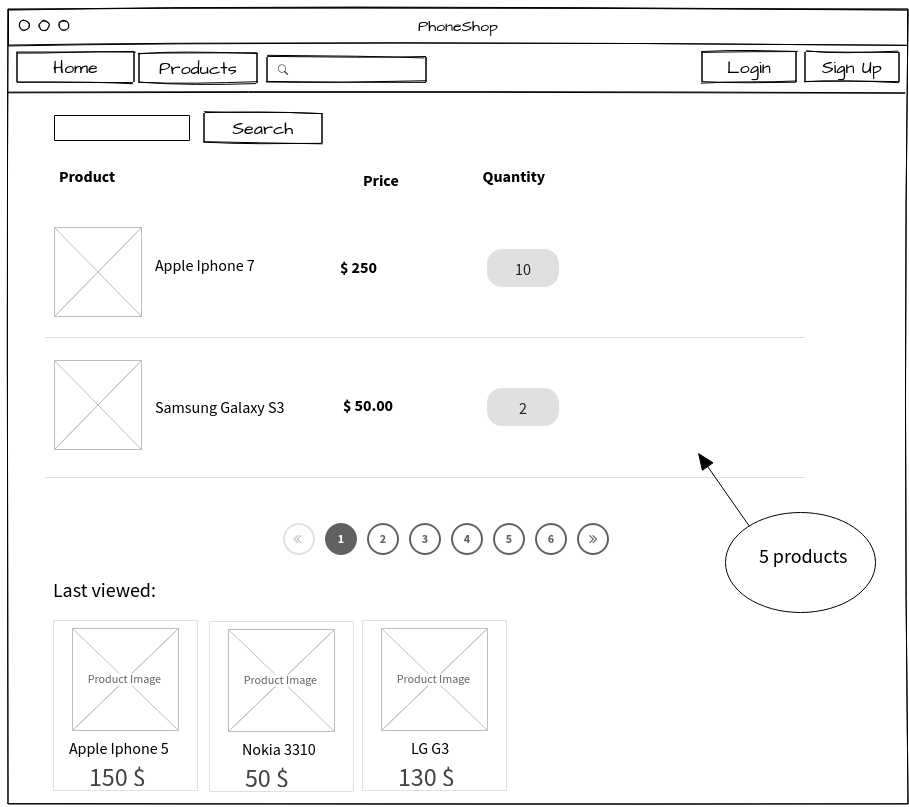 PhoneShop
Home Products Login Sign Up
Search
Product Price Quantity
Apple Iphone 7 $ 250 10
Samsung Galaxy S3 $ 50.00 2
« 1 2 3 4 5 6 »
5 products
Last viewed:
Product Image Product Image Product Image
Apple Iphone 5 Nokia 3310 LG G3
150 $ 50 $ 130 $